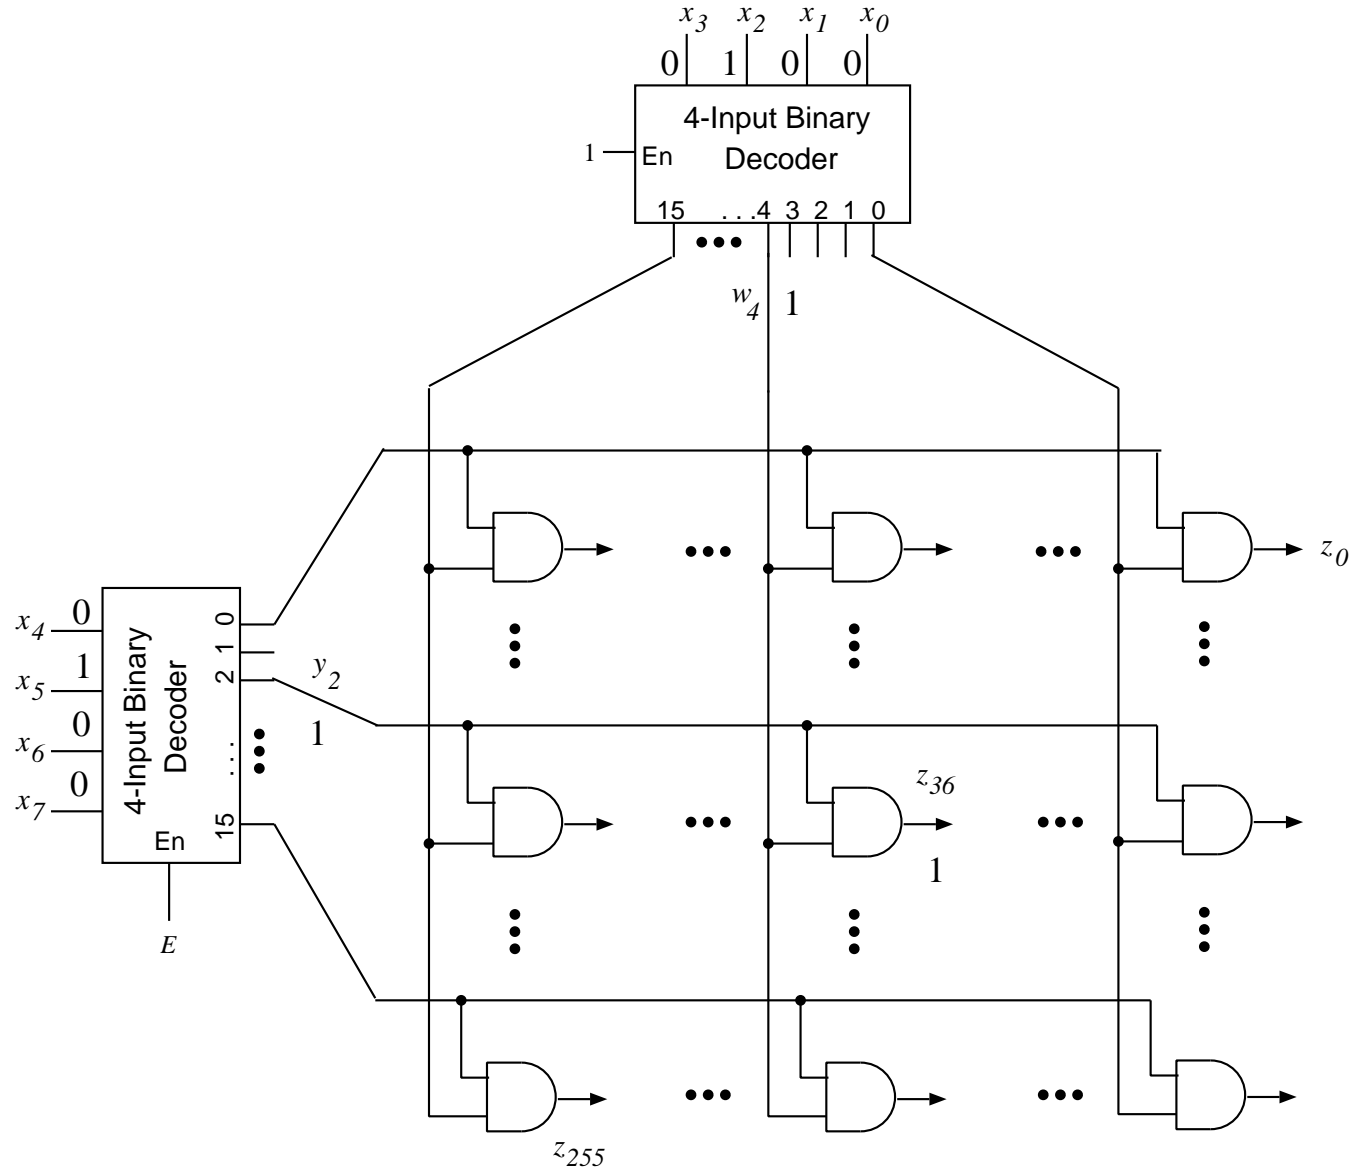 x3 x2 x1 x0
0 1 0 0
4-Input Binary
Decoder
1 En
15 . . .4 3 2 1 0
w4 1
z0
x4 0
x5 1
x6 0
x7 0
4-Input Binary
Decoder
En
0
1
2
. . .
15
E
y2
1
z36
1
z255